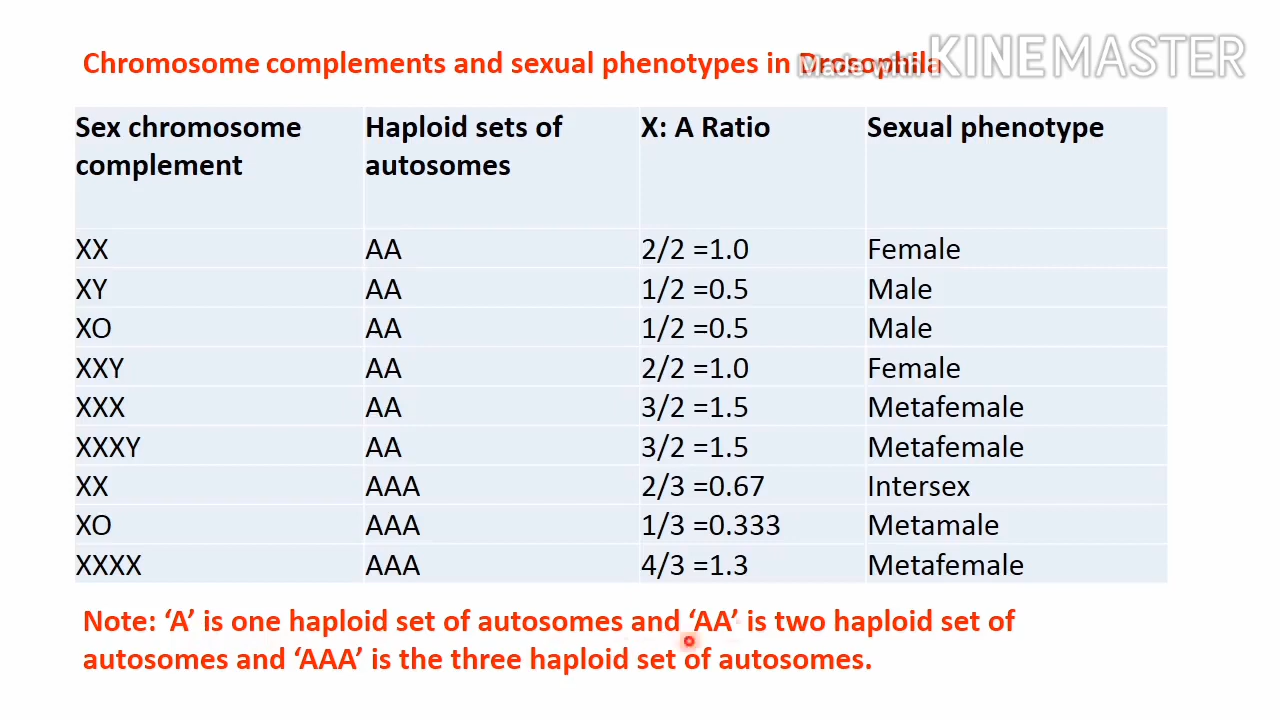 Chromosome complements and sexual phenotypes in Drosophila
Made with KINEMASTER
Sex chromosome complement Haploid sets of autosomes X: A Ratio Sexual phenotype
XX AA 2/2 =1.0 Female
XY AA 1/2 =0.5 Male
XO AA 1/2 =0.5 Male
XXY AA 2/2 =1.0 Female
XXX AA 3/2 =1.5 Metafemale
XXXY AA 3/2 =1.5 Metafemale
XX AAA 2/3 =0.67 Intersex
XO AAA 1/3 =0.333 Metamale
XXXX AAA 4/3 =1.3 Metafemale
Note: ‘A’ is one haploid set of autosomes and ‘AA’ is two haploid set of
autosomes and ‘AAA’ is the three haploid set of autosomes.